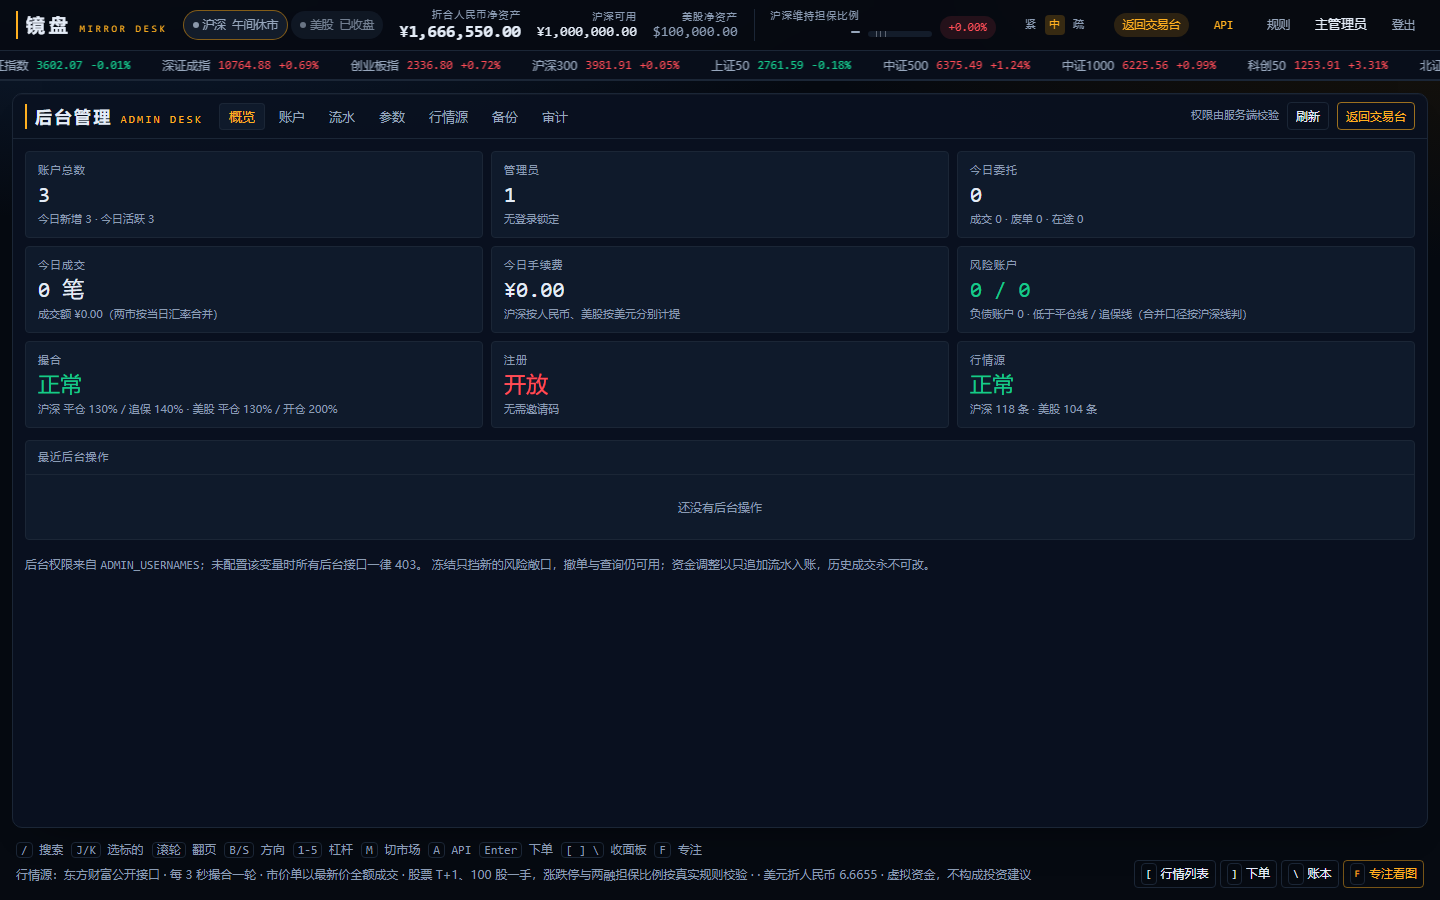 镜盘 MIRROR DESK 沪深 午间休市 美股 已收盘 折合人民币净资产 ¥1,666,550.00 沪深可用 ¥1,000,000.00 美股净资产 $100,000.00 沪深维持担保比例 — +0.00% 紧 中 疏 返回交易台 API 规则 主管理员 登出
证指数 3602.07 -0.01% 深证成指 10764.88 +0.69% 创业板指 2336.80 +0.72% 沪深300 3981.91 +0.05% 上证50 2761.59 -0.18% 中证500 6375.49 +1.24% 中证1000 6225.56 +0.99% 科创50 1253.91 +3.31% 北证
后台管理 ADMIN DESK 概览 账户 流水 参数 行情源 备份 审计 权限由服务端校验 刷新 返回交易台
账户总数
3
今日新增 3 · 今日活跃 3
管理员
1
无登录锁定
今日委托
0
成交 0 · 废单 0 · 在途 0
今日成交
0 笔
成交额 ¥0.00（两市按当日汇率合并）
今日手续费
¥0.00
沪深按人民币、美股按美元分别计提
风险账户
0 / 0
负债账户 0 · 低于平仓线 / 追保线（合并口径按沪深线判）
撮合
正常
沪深 平仓 130% / 追保 140% · 美股 平仓 130% / 开仓 200%
注册
开放
无需邀请码
行情源
正常
沪深 118 条 · 美股 104 条
最近后台操作
还没有后台操作
后台权限来自 ADMIN_USERNAMES；未配置该变量时所有后台接口一律 403。 冻结只挡新的风险敞口，撤单与查询仍可用；资金调整以只追加流水入账，历史成交永不可改。
/ 搜索 J/K 选标的 滚轮 翻页 B/S 方向 1-5 杠杆 M 切市场 A API Enter 下单 [ ] \ 收面板 F 专注
行情源：东方财富公开接口 · 每 3 秒撮合一轮 · 市价单以最新价全额成交 · 股票 T+1、100 股一手，涨跌停与两融担保比例按真实规则校验 · · 美元折人民币 6.6655 · 虚拟资金，不构成投资建议
[ 行情列表 ] 下单 \ 账本 F 专注看图